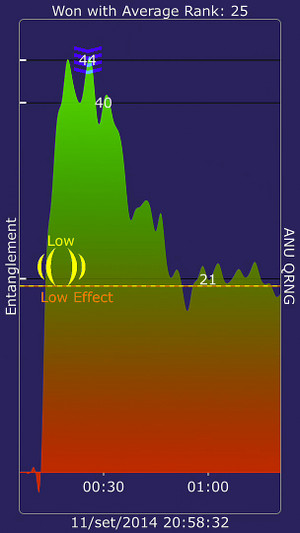 Won with Average Rank: 25
44
40
Low
21
Low Effect
Entanglement
ANU QRNG
00:30
01:00
11/set/2014 20:58:32